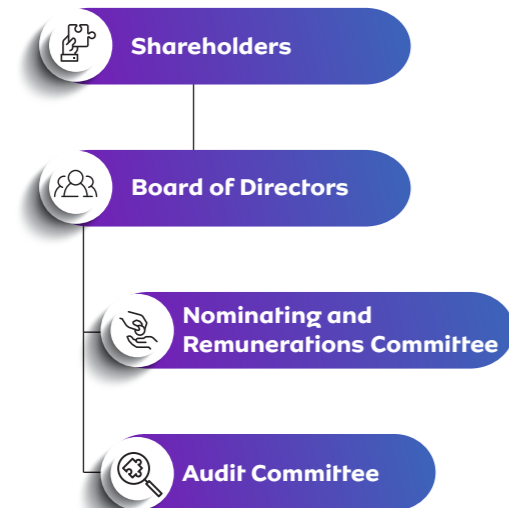 Shareholders
Board of Directors
Nominating and
Remunerations Committee
Audit Committee